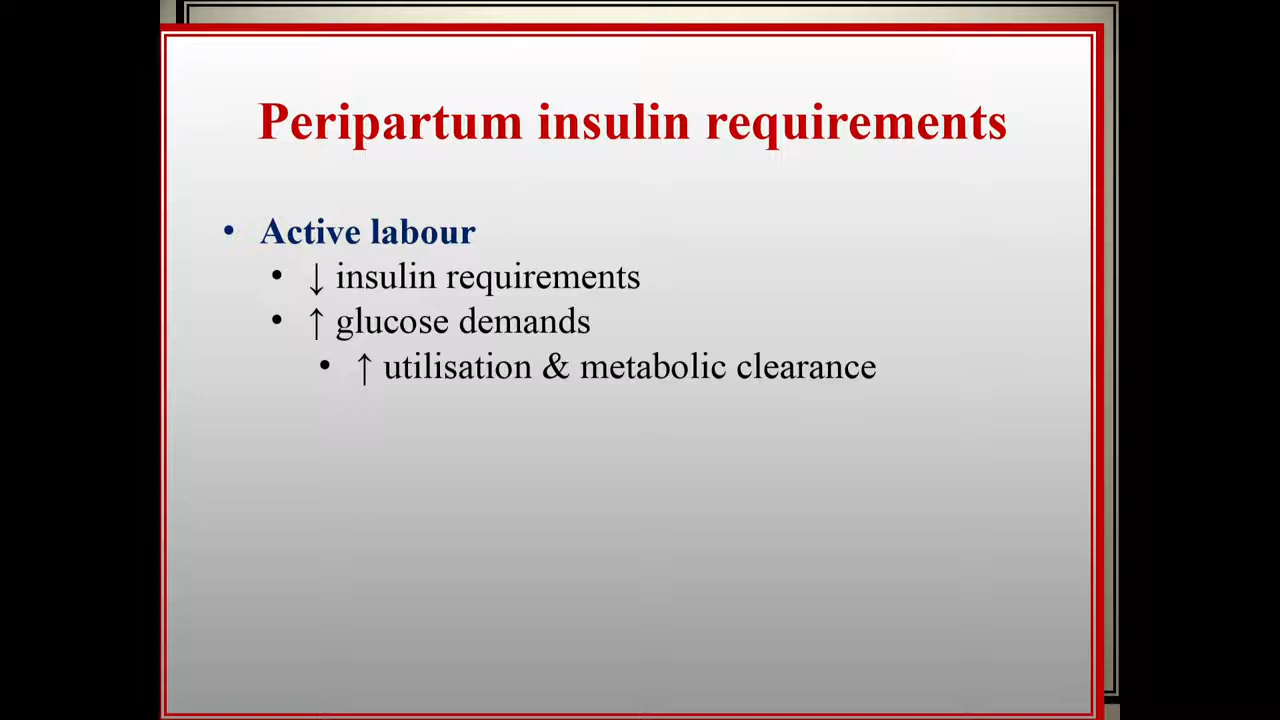 Peripartum insulin requirements
• Active labour
• ↓ insulin requirements
• ↑ glucose demands
• ↑ utilisation & metabolic clearance